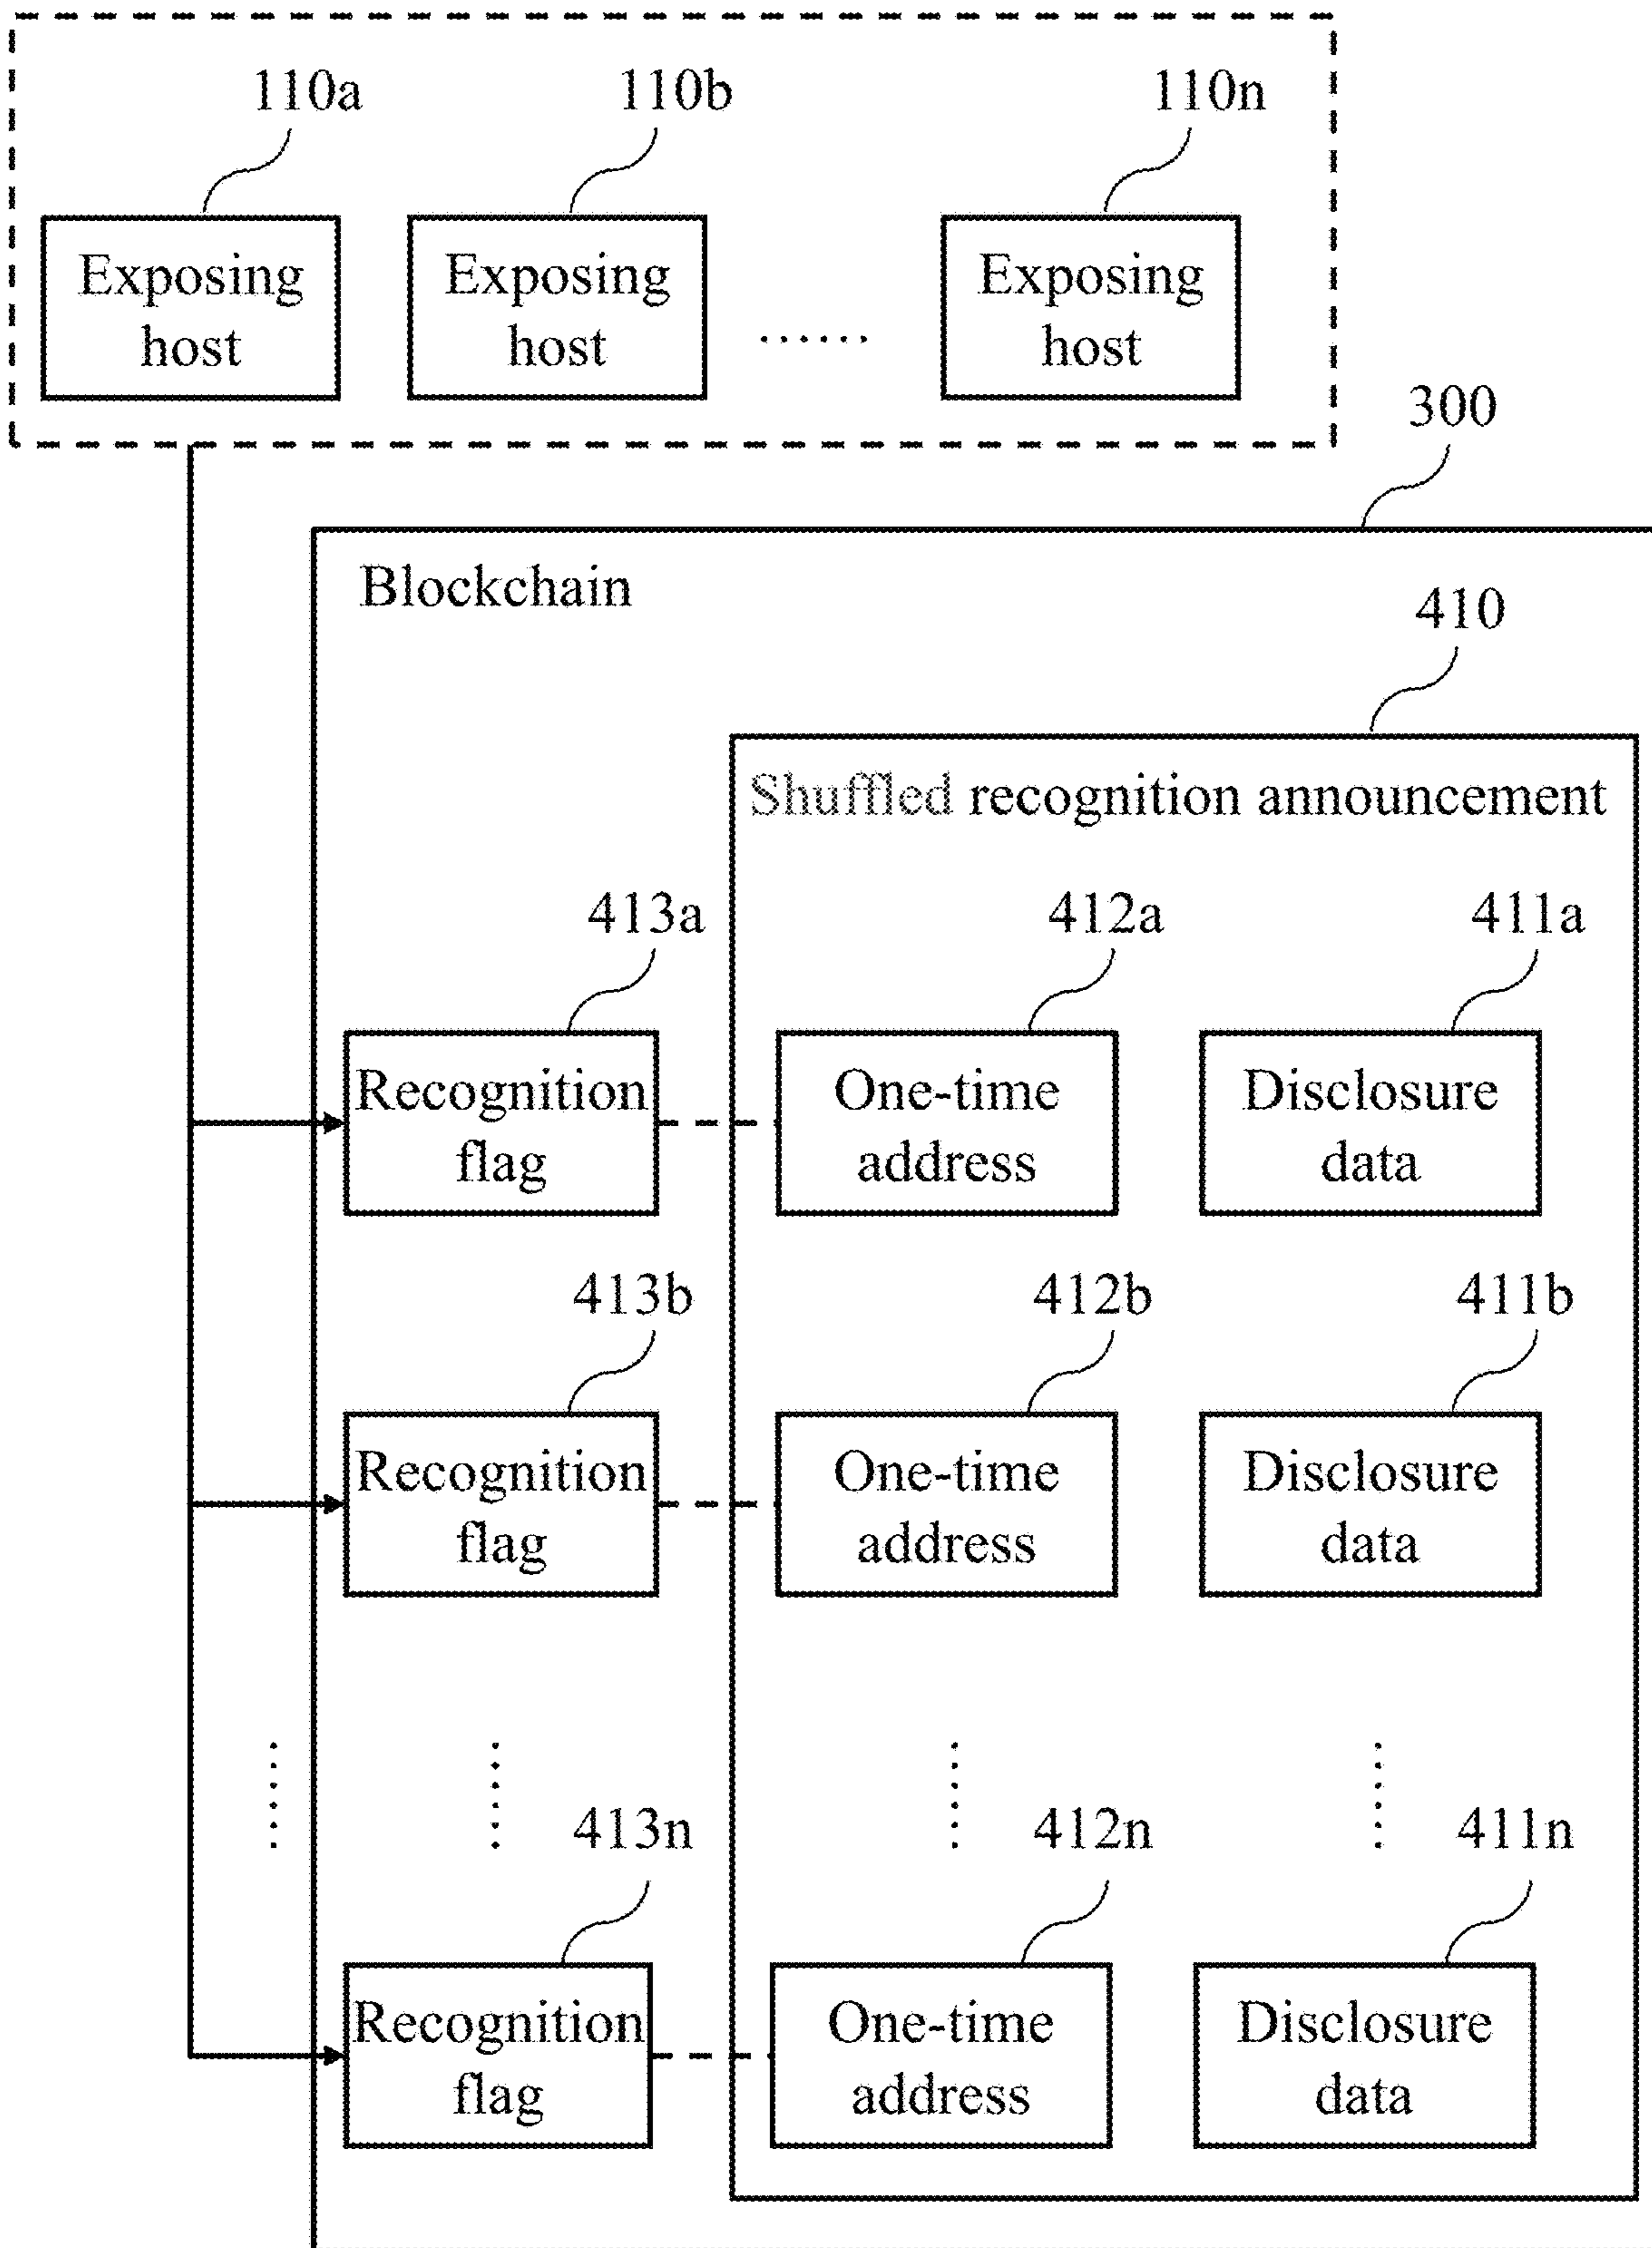 110a
110b
110n
Exposing
host
Exposing
host
......
Exposing
host
300
Blockchain
410
Shuffled recognition announcement
413a
412a
411a
Recognition
flag
One-time
address
Disclosure
data
413b
412b
411b
Recognition
flag
One-time
address
Disclosure
data
413n
412n
411n
Recognition
flag
One-time
address
Disclosure
data